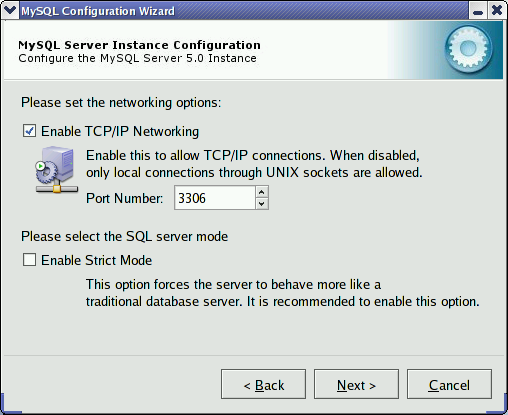 MySQL Configuration Wizard
MySQL Server Instance Configuration
Configure the MySQL Server 5.0 Instance
Please set the networking options:
Enable TCP/IP Networking
Enable this to allow TCP/IP connections. When disabled,
only local connections through UNIX sockets are allowed.
Port Number: 3306
Please select the SQL server mode
Enable Strict Mode
This option forces the server to behave more like a
traditional database server. It is recommended to enable this option.
< Back Next > Cancel